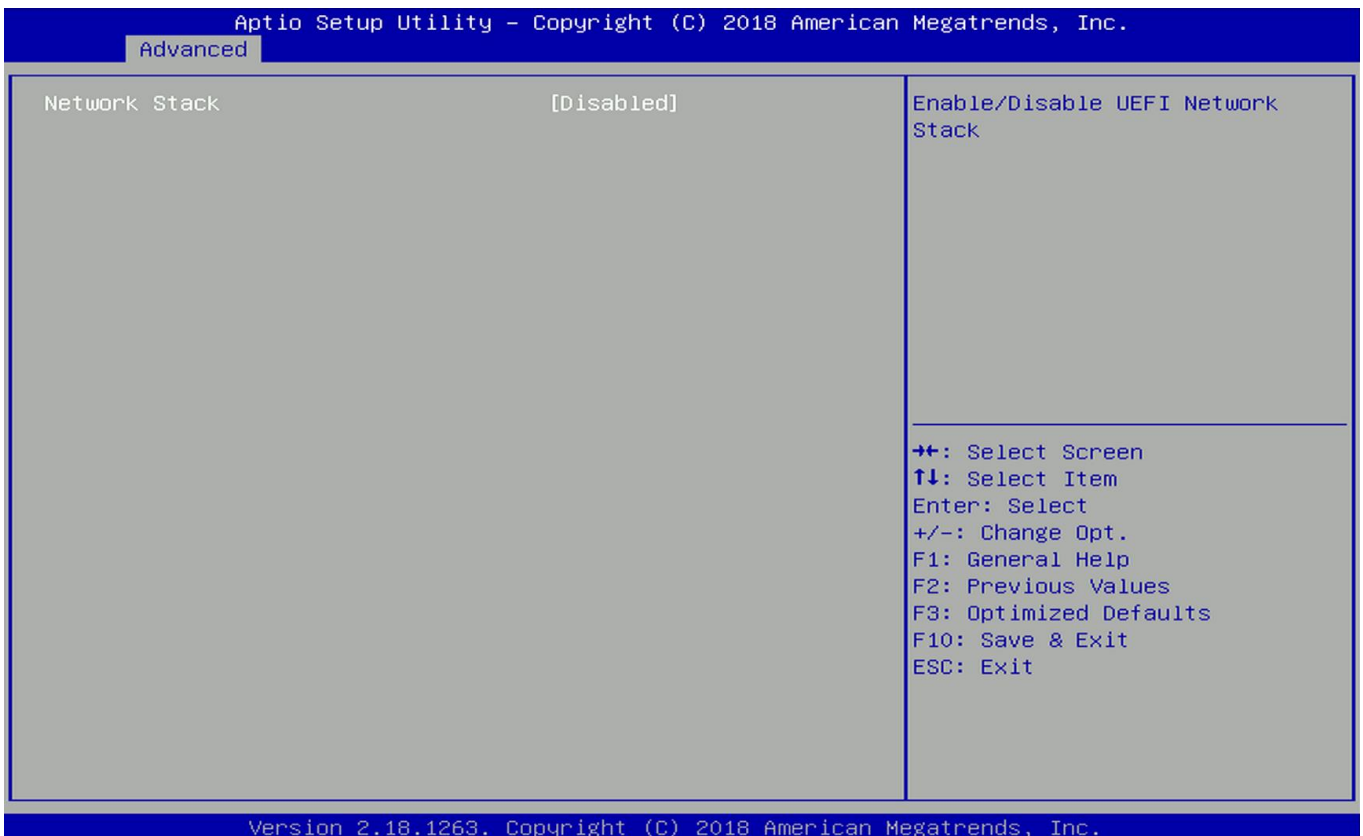 Aptio Setup Utility – Copyright (C) 2018 American Megatrends, Inc.
Advanced
Network Stack [Disabled]
Enable/Disable UEFI Network
Stack
→←: Select Screen
↑↓: Select Item
Enter: Select
+/-: Change Opt.
F1: General Help
F2: Previous Values
F3: Optimized Defaults
F10: Save & Exit
ESC: Exit
Version 2.18.1263. Copyright (C) 2018 American Megatrends, Inc.